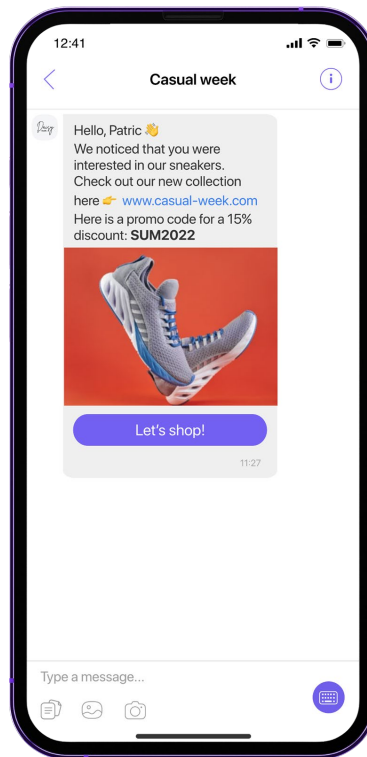 12:41
Casual week
i
Hello, Patric 👋
We noticed that you were
interested in our sneakers.
Check out our new collection
here 👉 www.casual-week.com
Here is a promo code for a 15%
discount: SUM2022
Let's shop!
11:27
Type a message...